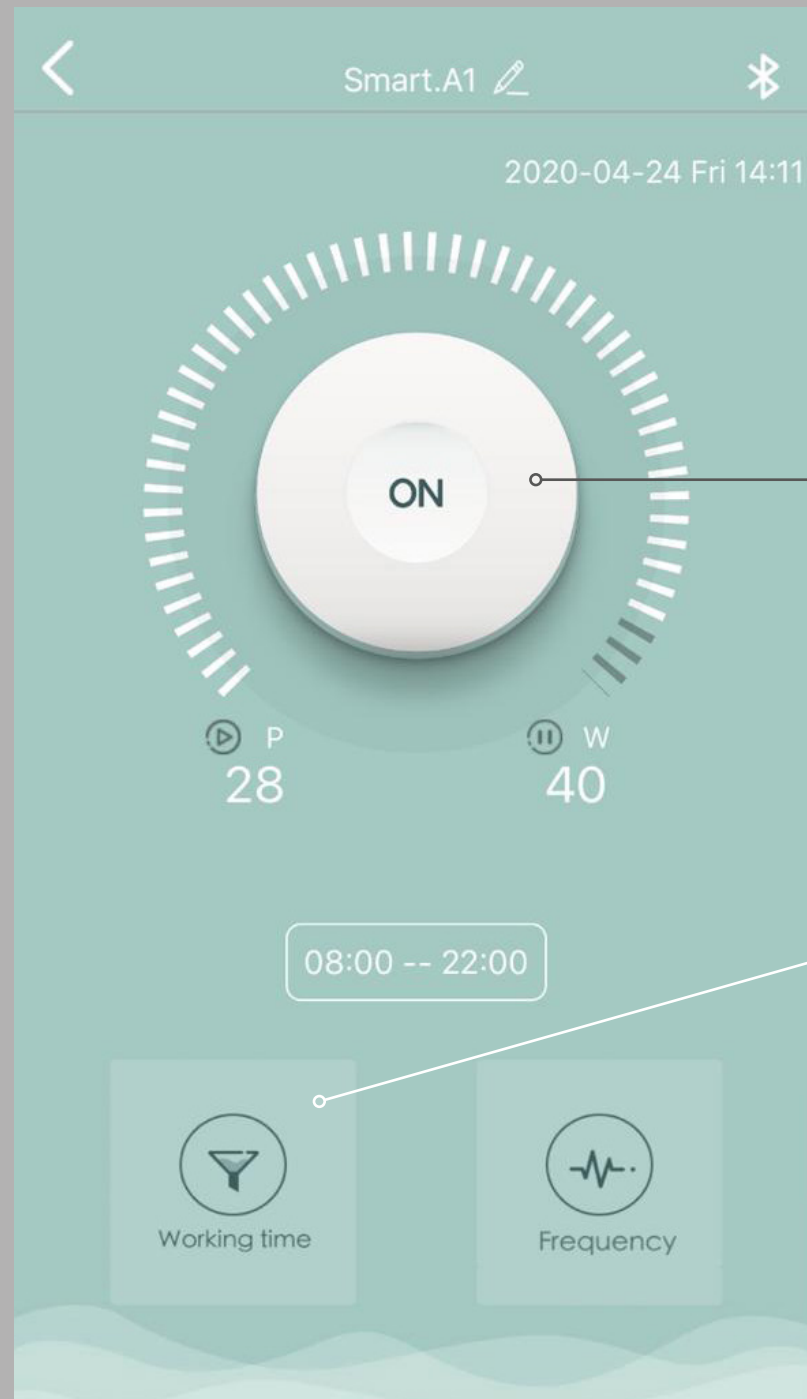 Smart.A1
2020-04-24 Fri 14:11
ON
P W
28 40
08:00 -- 22:00
Working time Frequency